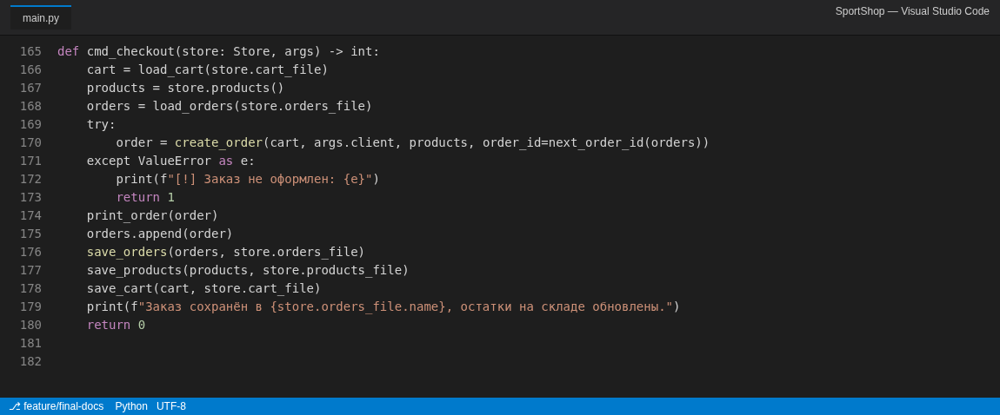 main.py
SportShop — Visual Studio Code
165 def cmd_checkout(store: Store, args) -> int:
166     cart = load_cart(store.cart_file)
167     products = store.products()
168     orders = load_orders(store.orders_file)
169     try:
170         order = create_order(cart, args.client, products, order_id=next_order_id(orders))
171     except ValueError as e:
172         print(f"[!] Заказ не оформлен: {e}")
173         return 1
174     print_order(order)
175     orders.append(order)
176     save_orders(orders, store.orders_file)
177     save_products(products, store.products_file)
178     save_cart(cart, store.cart_file)
179     print(f"Заказ сохранён в {store.orders_file.name}, остатки на складе обновлены.")
180     return 0
181
182
⎇ feature/final-docs Python UTF-8